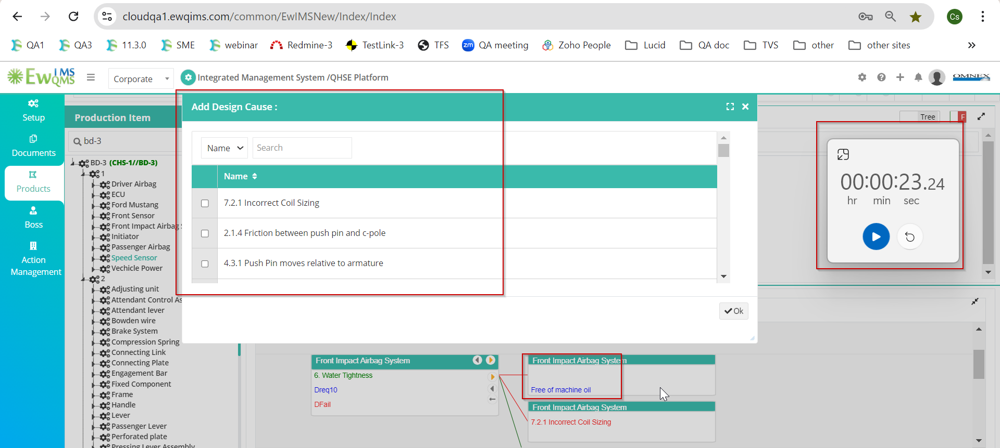 cloudqa1.ewqims.com/common/EwIMSNew/Index/Index
Cs
QA1 QA3 11.3.0 SME webinar Redmine-3 TestLink-3 TFS zm QA meeting Zoho People Lucid QA doc TVS other other sites
EwIMS QMS Corporate Integrated Management System /QHSE Platform OMNEX
Setup
Documents
Products
Boss
Action
Management
Production Item
bd-3
BD-3 (CHS-1//BD-3)
1
Driver Airbag
ECU
Ford Mustang
Front Sensor
Front Impact Airbag
Initiator
Passenger Airbag
Speed Sensor
Vechicle Power
2
Adjusting unit
Attendant Control As
Attendant lever
Bowden wire
Brake System
Compression Spring
Connecting Link
Connecting Plate
Engagement Bar
Fixed Component
Frame
Handle
Lever
Passenger Lever
Perforated plate
Pressing Lever Assembly
Add Design Cause :
Name Search
Name
7.2.1 Incorrect Coil Sizing
2.1.4 Friction between push pin and c-pole
4.3.1 Push Pin moves relative to armature
Ok
Tree F
00:00:23.24
hr min sec
Front Impact Airbag System
6. Water Tightness
Dreq10
DFail
Front Impact Airbag System
Free of machine oil
Front Impact Airbag System
7.2.1 Incorrect Coil Sizing